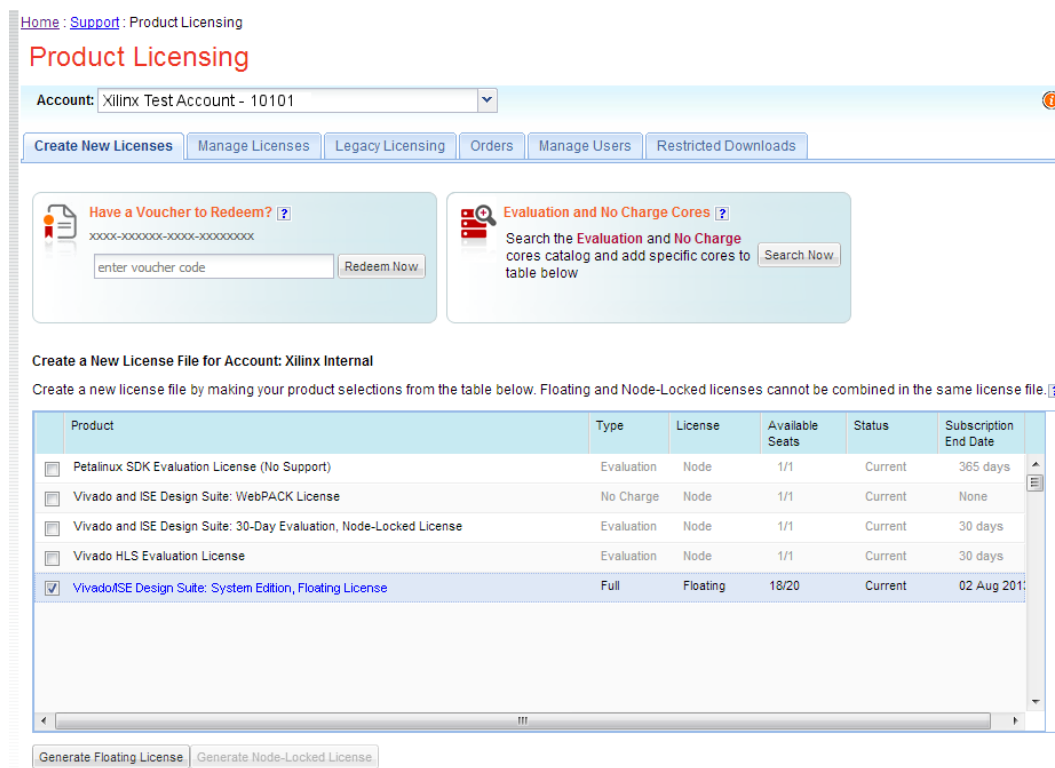 Home : Support : Product Licensing
Product Licensing
Account: Xilinx Test Account - 10101
Create New Licenses Manage Licenses Legacy Licensing Orders Manage Users Restricted Downloads
Have a Voucher to Redeem? ?
xxxx-xxxxxx-xxxx-xxxxxxxx
enter voucher code Redeem Now
Evaluation and No Charge Cores ?
Search the Evaluation and No Charge
cores catalog and add specific cores to
table below
Search Now
Create a New License File for Account: Xilinx Internal
Create a new license file by making your product selections from the table below. Floating and Node-Locked licenses cannot be combined in the same license file.
Product Type License Available Seats Status Subscription End Date
Petalinux SDK Evaluation License (No Support) Evaluation Node 1/1 Current 365 days
Vivado and ISE Design Suite: WebPACK License No Charge Node 1/1 Current None
Vivado and ISE Design Suite: 30-Day Evaluation, Node-Locked License Evaluation Node 1/1 Current 30 days
Vivado HLS Evaluation License Evaluation Node 1/1 Current 30 days
Vivado/ISE Design Suite: System Edition, Floating License Full Floating 18/20 Current 02 Aug 201
Generate Floating License Generate Node-Locked License